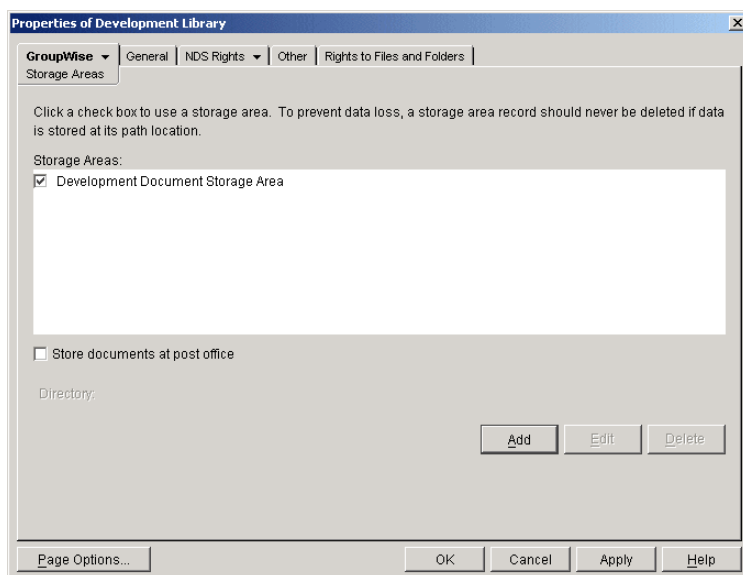 Properties of Development Library
GroupWise General NDS Rights Other Rights to Files and Folders
Storage Areas
Click a check box to use a storage area. To prevent data loss, a storage area record should never be deleted if data
is stored at its path location.
Storage Areas:
Development Document Storage Area
Store documents at post office
Directory:
Add Edit Delete
Page Options... OK Cancel Apply Help